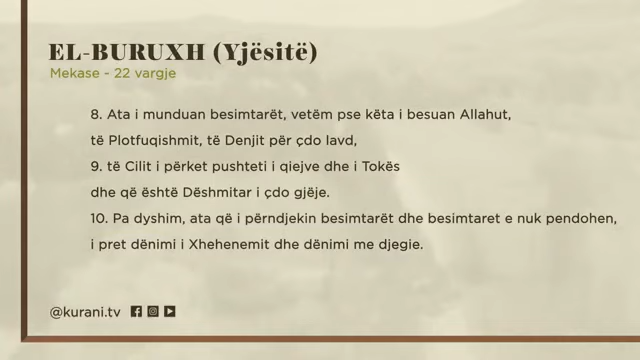 EL-BURUXH (Yjësitë)
Mekase - 22 vargje
8. Ata i munduan besimtarët, vetëm pse këta i besuan Allahut,
të Plotfuqishmit, të Denjit për çdo lavd,
9. të Cilit i përket pushteti i qiejve dhe i Tokës
dhe që është Dëshmitar i çdo gjëje.
10. Pa dyshim, ata që i përndjekin besimtarët dhe besimtaret e nuk pendohen,
i pret dënimi i Xhehenemit dhe dënimi me djegie.
@kurani.tv